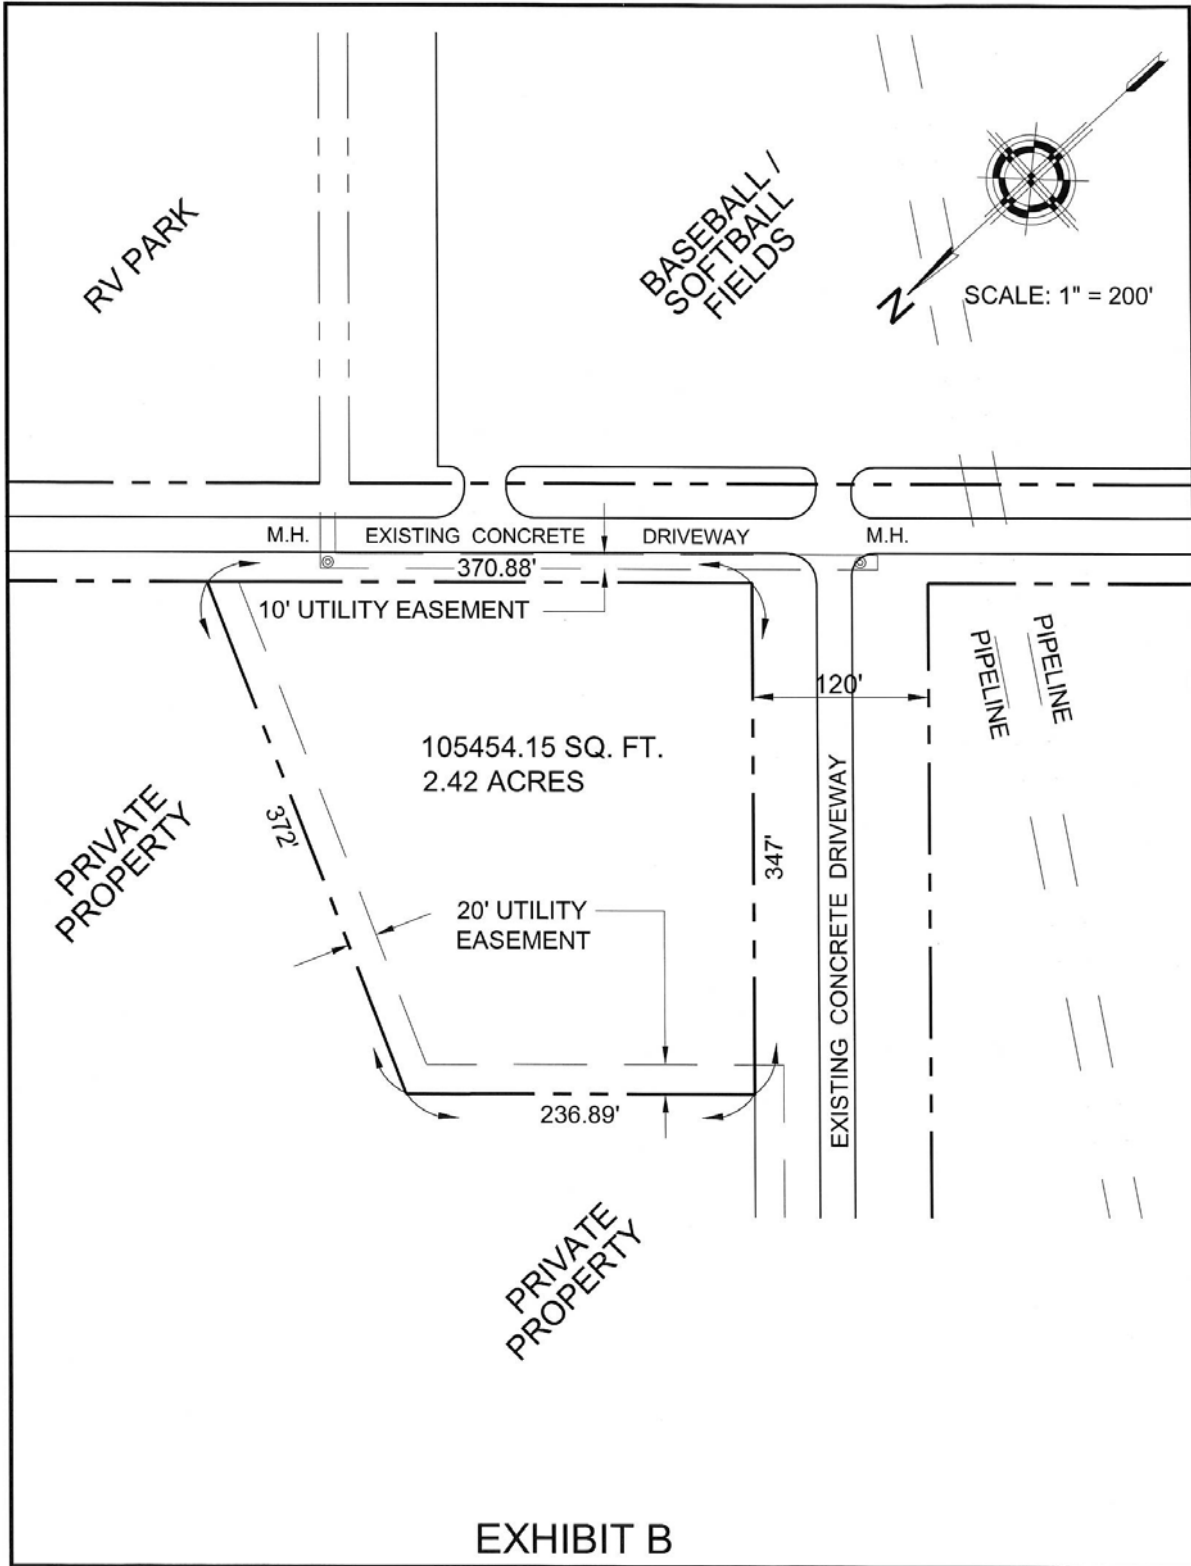 RV PARK
BASEBALL /
SOFTBALL
FIELDS
N
SCALE: 1" = 200'
M.H.
EXISTING CONCRETE
DRIVEWAY
M.H.
370.88'
10' UTILITY EASEMENT
120'
PIPELINE
PIPELINE
105454.15 SQ. FT.
2.42 ACRES
PRIVATE
PROPERTY
372'
347'
EXISTING CONCRETE DRIVEWAY
20' UTILITY
EASEMENT
236.89'
PRIVATE
PROPERTY
EXHIBIT B